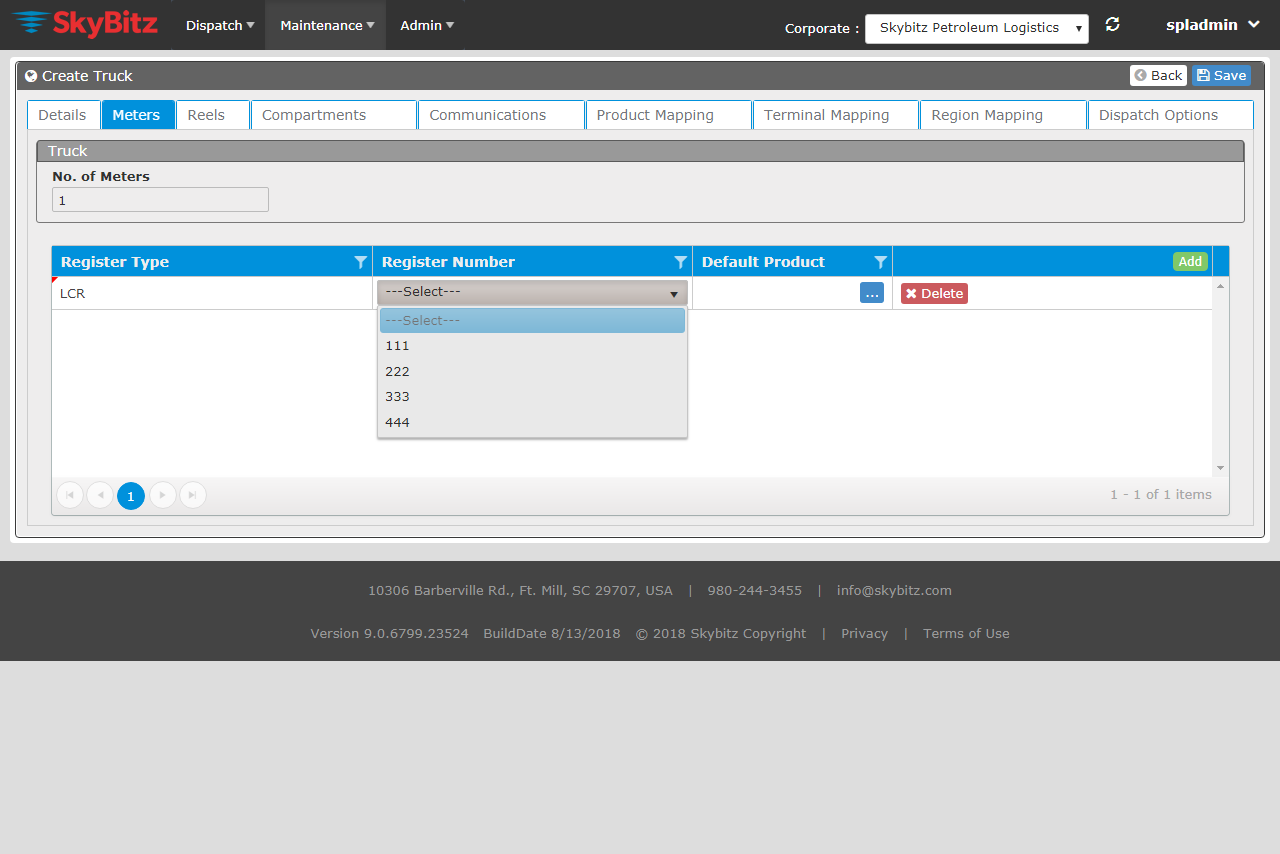 SkyBitz Dispatch Maintenance Admin Corporate : Skybitz Petroleum Logistics spladmin
Create Truck Back Save
Details Meters Reels Compartments Communications Product Mapping Terminal Mapping Region Mapping Dispatch Options
Truck
No. of Meters
1
Register Type Register Number Default Product Add
LCR ---Select--- ... Delete
---Select---
111
222
333
444
1 1 - 1 of 1 items
10306 Barberville Rd., Ft. Mill, SC 29707, USA | 980-244-3455 | info@skybitz.com
Version 9.0.6799.23524 BuildDate 8/13/2018 © 2018 Skybitz Copyright | Privacy | Terms of Use